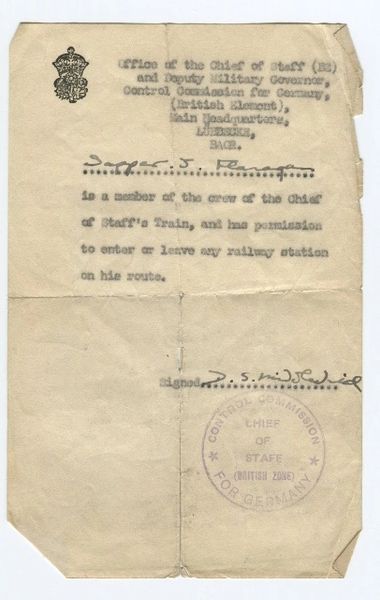 Office of the Chief of Staff (BZ)
and Deputy Military Governor,
Control Commission for Germany,
(British Element),
Main Headquarters,
LUBBECKE,
BAOR.
Sapper. J. Flanagan
is a member of the crew of the Chief
of Staff's Train, and has permission
to enter or leave any railway station
on his route.
Signed. D. S.
CONTROL COMMISSION
CHIEF
OF
STAFF
(BRITISH ZONE)
FOR GERMANY